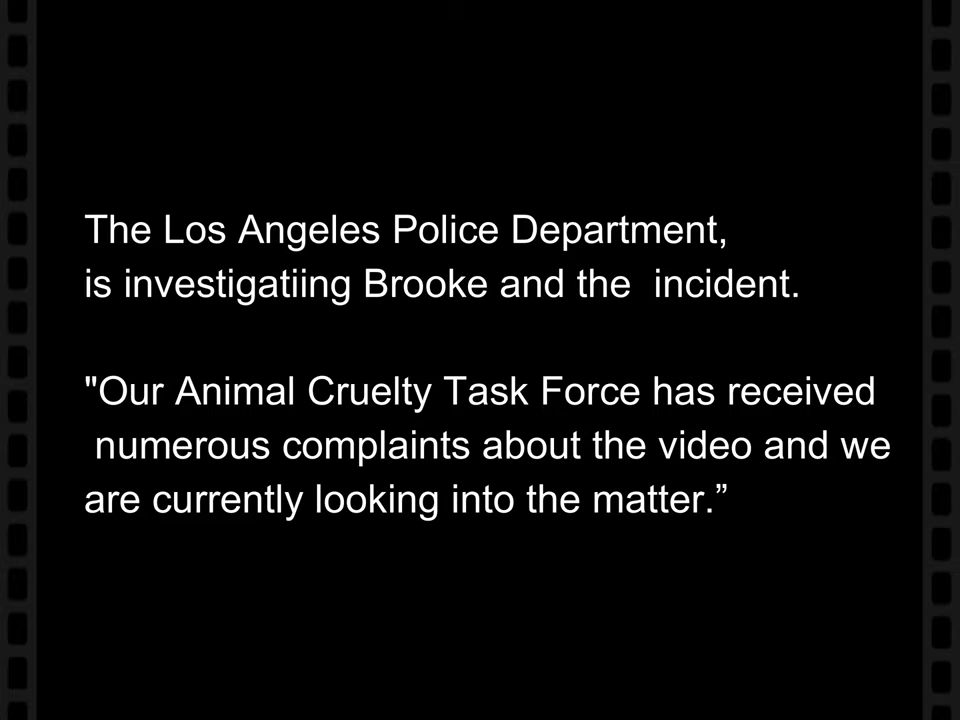 The Los Angeles Police Department,
is investigatiing Brooke and the  incident.
"Our Animal Cruelty Task Force has received
numerous complaints about the video and we
are currently looking into the matter.”